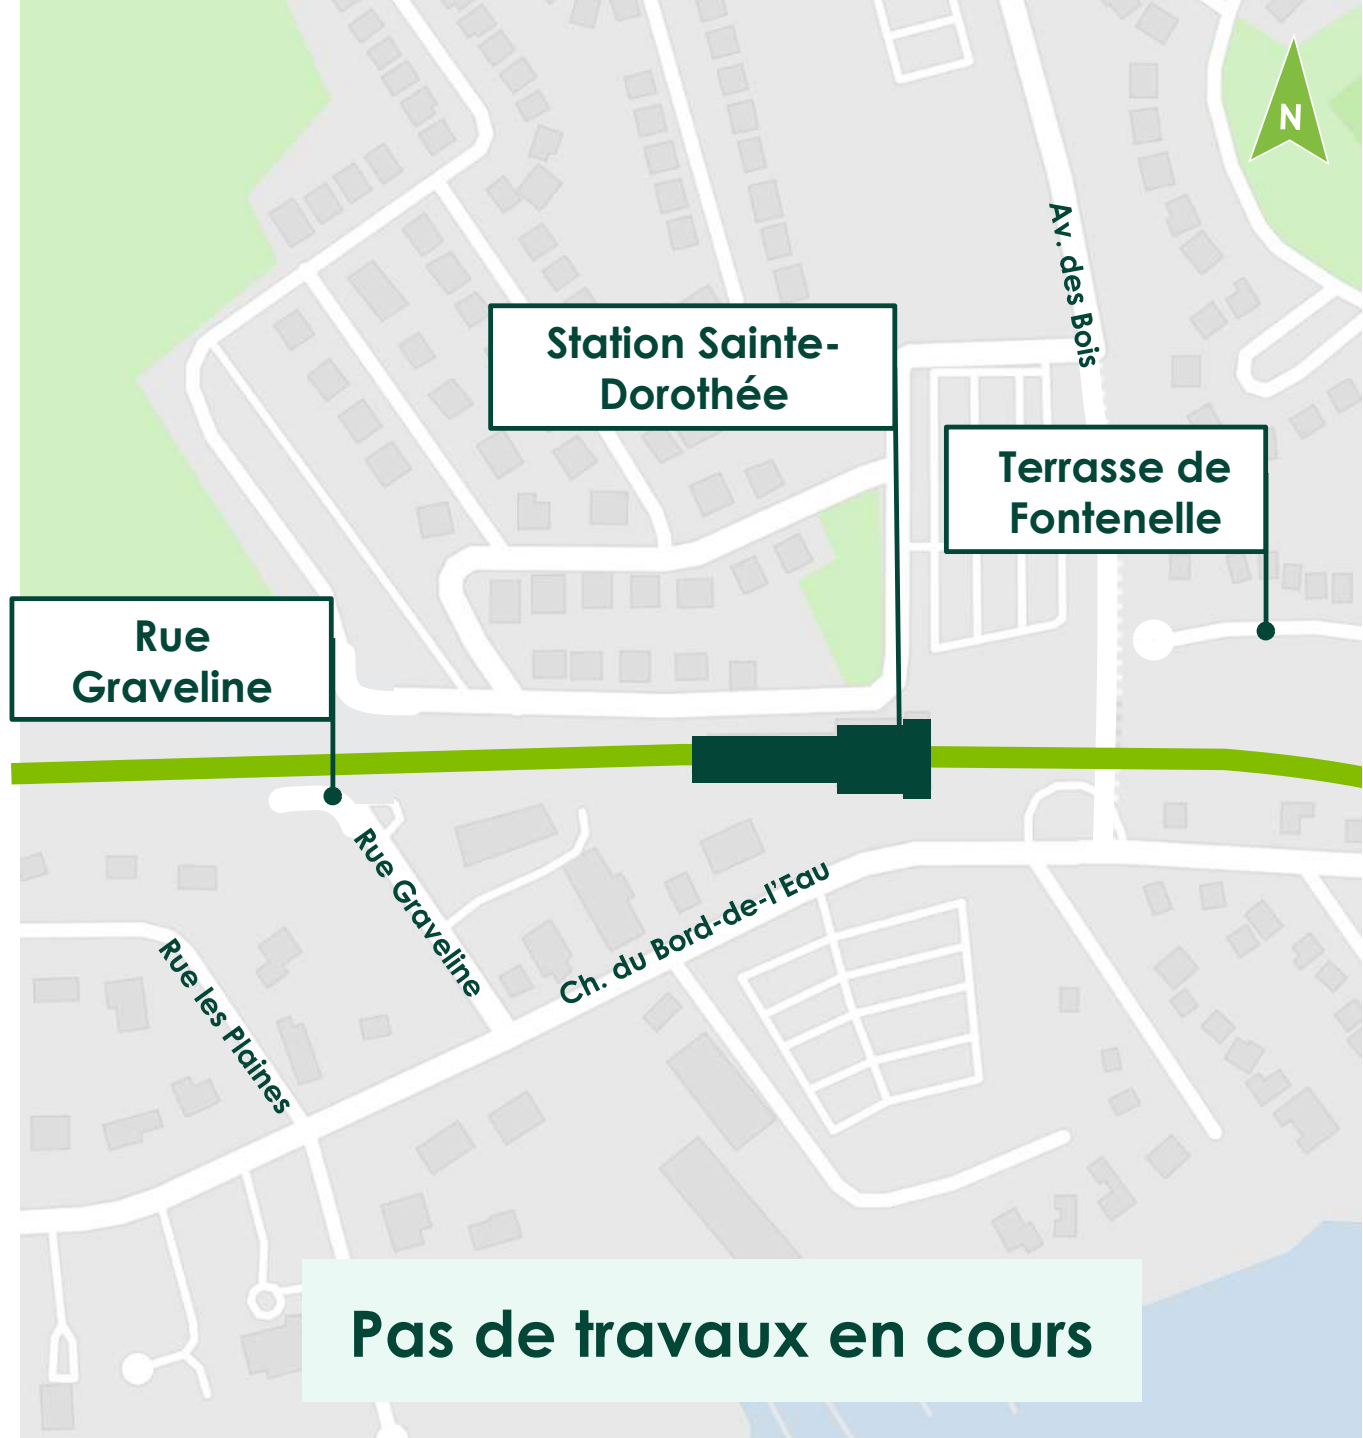 N
Av. des Bois
Station Sainte-
Dorothée
Terrasse de
Fontenelle
Rue
Graveline
Rue Graveline
Ch. du Bord-de-l'Eau
Rue les Plaines
Pas de travaux en cours